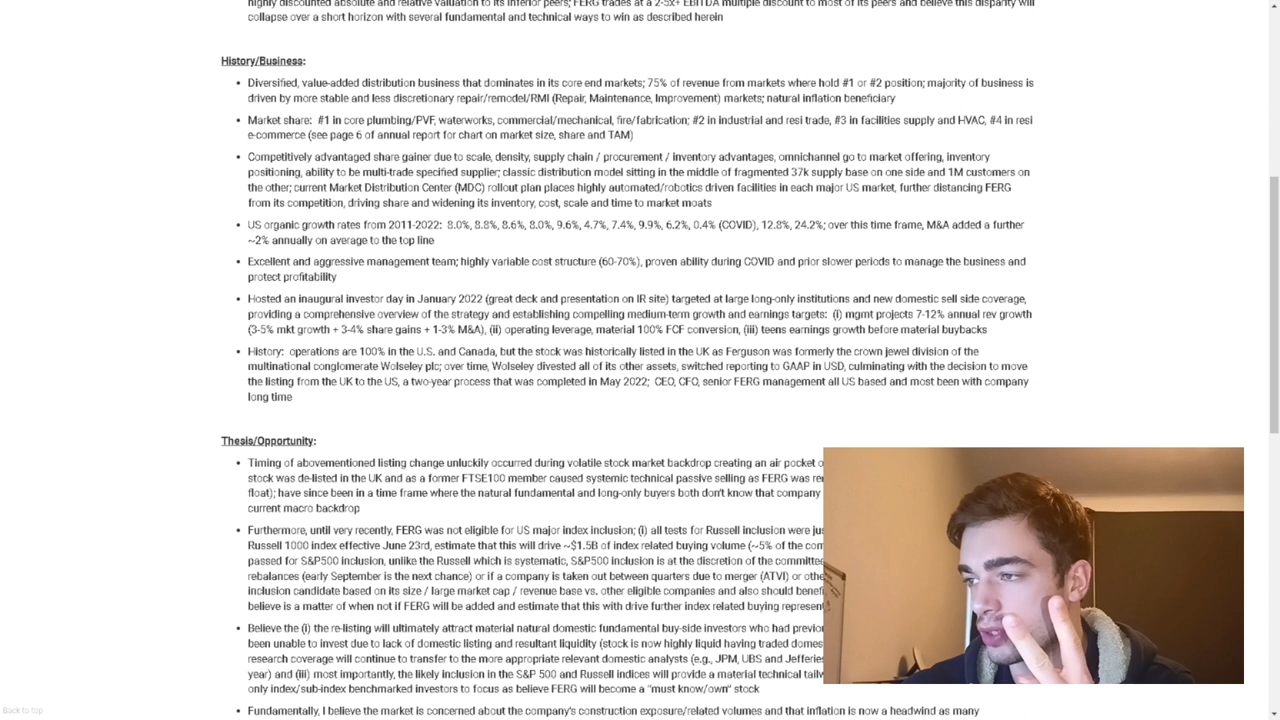 highly discounted absolute and relative valuation to its inferior peers; FERG trades at a 2-5x+ EBITDA multiple discount to most of its peers and believe this disparity will
collapse over a short horizon with several fundamental and technical ways to win as described herein
History/Business:
• Diversified, value-added distribution business that dominates in its core end markets; 75% of revenue from markets where hold #1 or #2 position; majority of business is
driven by more stable and less discretionary repair/remodel/RMI (Repair, Maintenance, Improvement) markets; natural inflation beneficiary
• Market share:  #1 in core plumbing/PVF, waterworks, commercial/mechanical, fire/fabrication; #2 in industrial and resi trade, #3 in facilities supply and HVAC, #4 in resi
e-commerce (see page 6 of annual report for chart on market size, share and TAM)
• Competitively advantaged share gainer due to scale, density, supply chain / procurement / inventory advantages, omnichannel go to market offering, inventory
positioning, ability to be multi-trade specified supplier; classic distribution model sitting in the middle of fragmented 37k supply base on one side and 1M customers on
the other; current Market Distribution Center (MDC) rollout plan places highly automated/robotics driven facilities in each major US market, further distancing FERG
from its competition, driving share and widening its inventory, cost, scale and time to market moats
• US organic growth rates from 2011-2022:  8.0%, 8.8%, 8.6%, 8.0%, 9.6%, 4.7%, 7.4%, 9.9%, 6.2%, 0.4% (COVID), 12.8%, 24.2%; over this time frame, M&A added a further
~2% annually on average to the top line
• Excellent and aggressive management team; highly variable cost structure (60-70%), proven ability during COVID and prior slower periods to manage the business and
protect profitability
• Hosted an inaugural investor day in January 2022 (great deck and presentation on IR site) targeted at large long-only institutions and new domestic sell side coverage,
providing a comprehensive overview of the strategy and establishing compelling medium-term growth and earnings targets:  (i) mgmt projects 7-12% annual rev growth
(3-5% mkt growth + 3-4% share gains + 1-3% M&A), (ii) operating leverage, material 100% FCF conversion, (iii) teens earnings growth before material buybacks
• History:  operations are 100% in the U.S. and Canada, but the stock was historically listed in the UK as Ferguson was formerly the crown jewel division of the
multinational conglomerate Wolseley plc; over time, Wolseley divested all of its other assets, switched reporting to GAAP in USD, culminating with the decision to move
the listing from the UK to the US, a two-year process that was completed in May 2022;  CEO, CFO, senior FERG management all US based and most been with company
long time
Thesis/Opportunity:
• Timing of abovementioned listing change unluckily occurred during volatile stock market backdrop creating an air pocket
stock was de-listed in the UK and as a former FTSE100 member caused systemic technical passive selling as FERG was
float); have since been in a time frame where the natural fundamental and long-only buyers both don't know that company
current macro backdrop
• Furthermore, until very recently, FERG was not eligible for US major index inclusion; (i) all tests for Russell inclusion were
Russell 1000 index effective June 23rd, estimate that this will drive ~$1.5B of index related buying volume (~5% of the
passed for S&P500 inclusion, unlike the Russell which is systematic, S&P500 inclusion is at the discretion of the
rebalances (early September is the next chance) or if a company is taken out between quarters due to merger (ATVI) or
inclusion candidate based on its size / large market cap / revenue base vs. other eligible companies and also should
believe is a matter of when not if FERG will be added and estimate that this with drive further index related buying
• Believe the (i) the re-listing will ultimately attract material natural domestic fundamental buy-side investors who had
been unable to invest due to lack of domestic listing and resultant liquidity (stock is now highly liquid having traded
research coverage will continue to transfer to the more appropriate relevant domestic analysts (e.g., JPM, UBS and
year) and (iii) most importantly, the likely inclusion in the S&P 500 and Russell indices will provide a material technical
only index/sub-index benchmarked investors to focus as believe FERG will become a "must know/own" stock
• Fundamentally, I believe the market is concerned about the company's construction exposure/related volumes and that inflation is now a headwind as many
Back to top